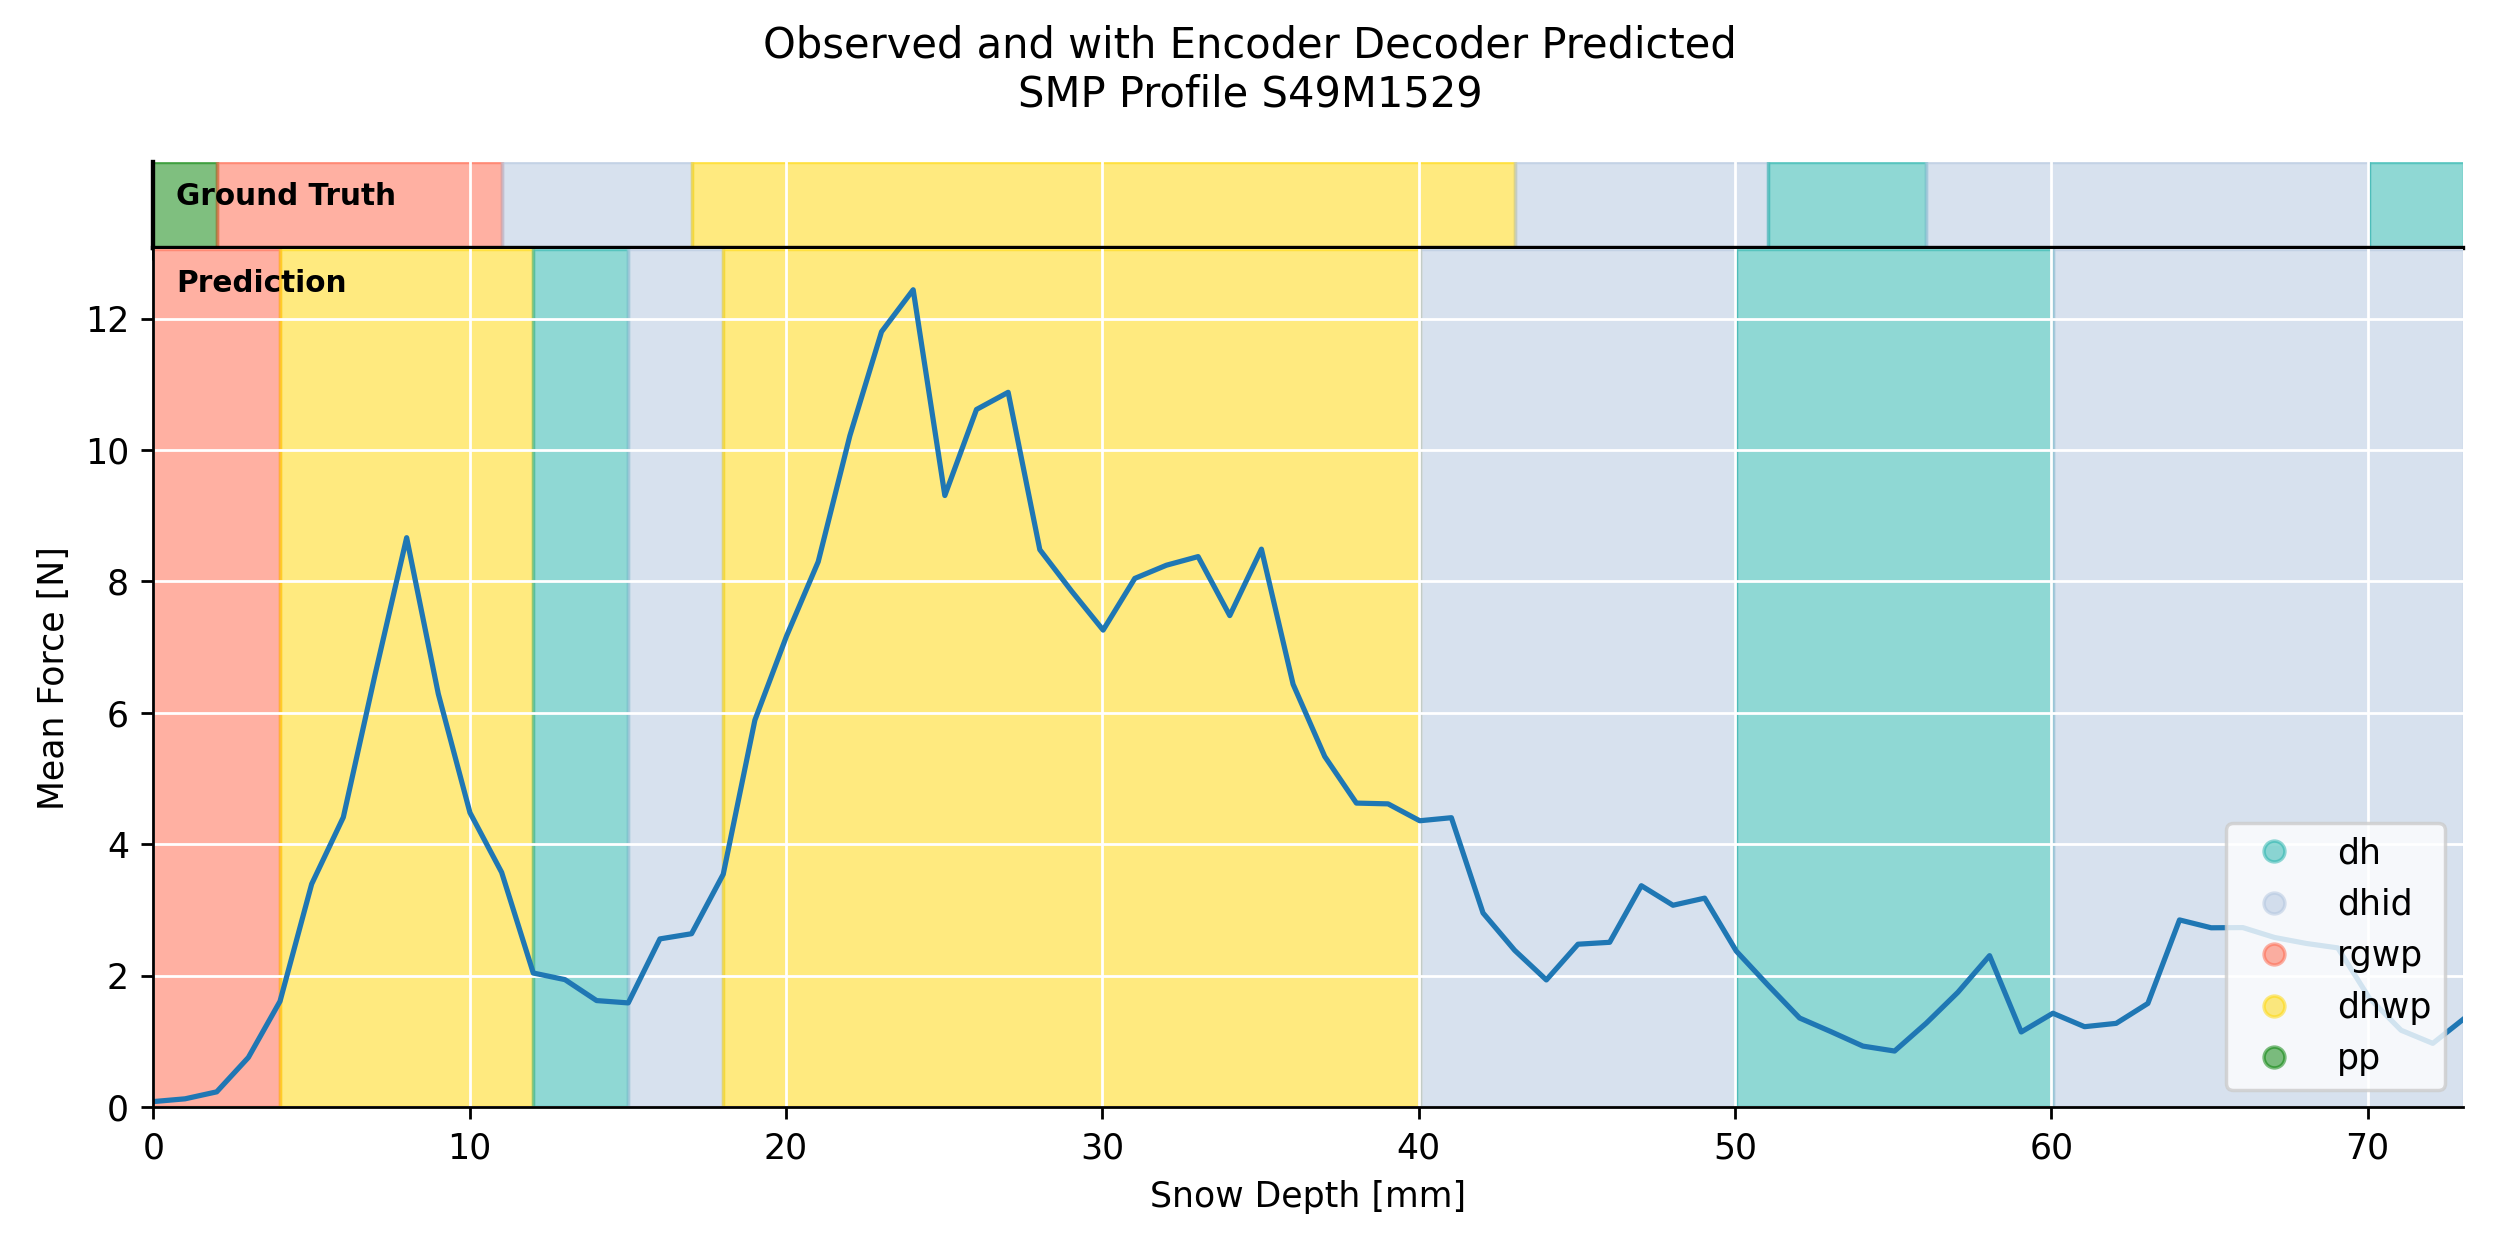 Observed and with Encoder Decoder Predicted
SMP Profile S49M1529
Ground Truth
Prediction
Mean Force [N]
12
10
8
6
4
2
0
dh
dhid
rgwp
dhwp
pp
0 10 20 30 40 50 60 70
Snow Depth [mm]